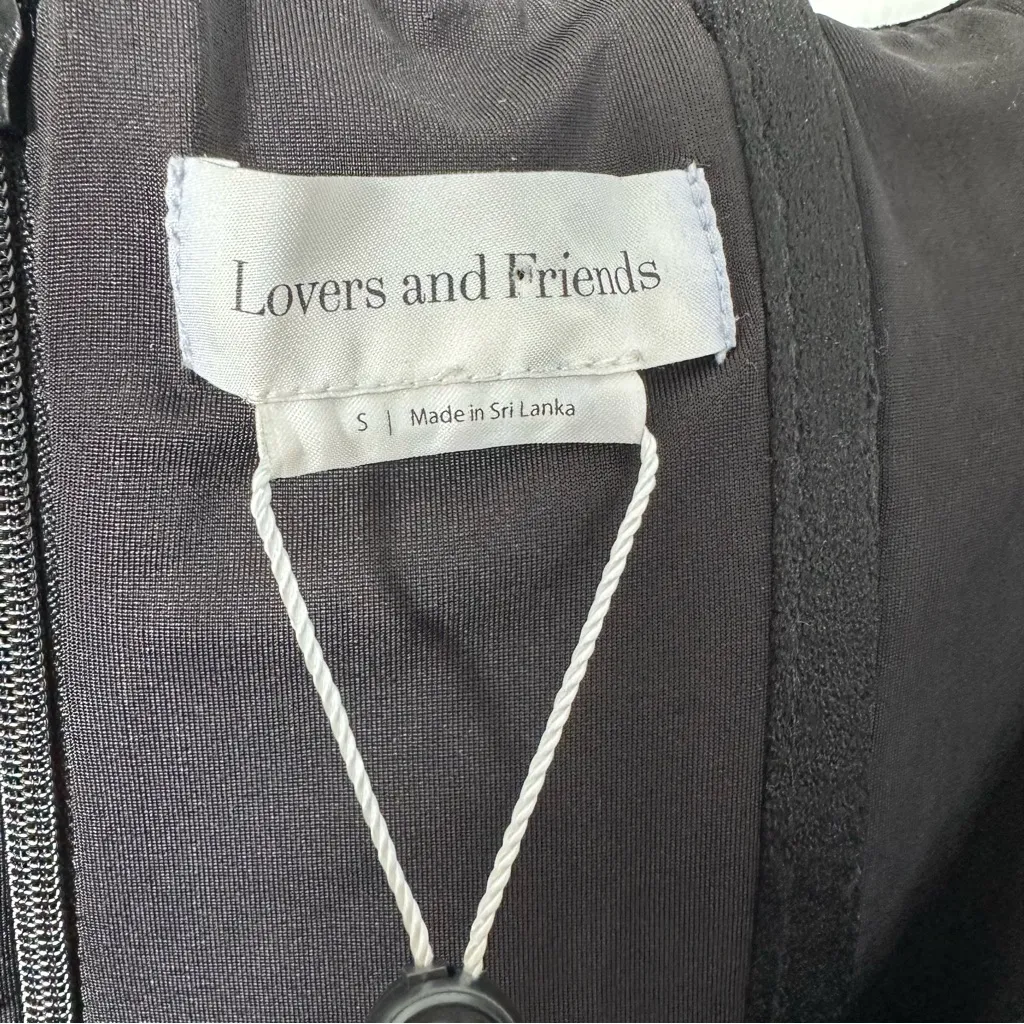 Lovers and Friends
S | Made in Sri Lanka